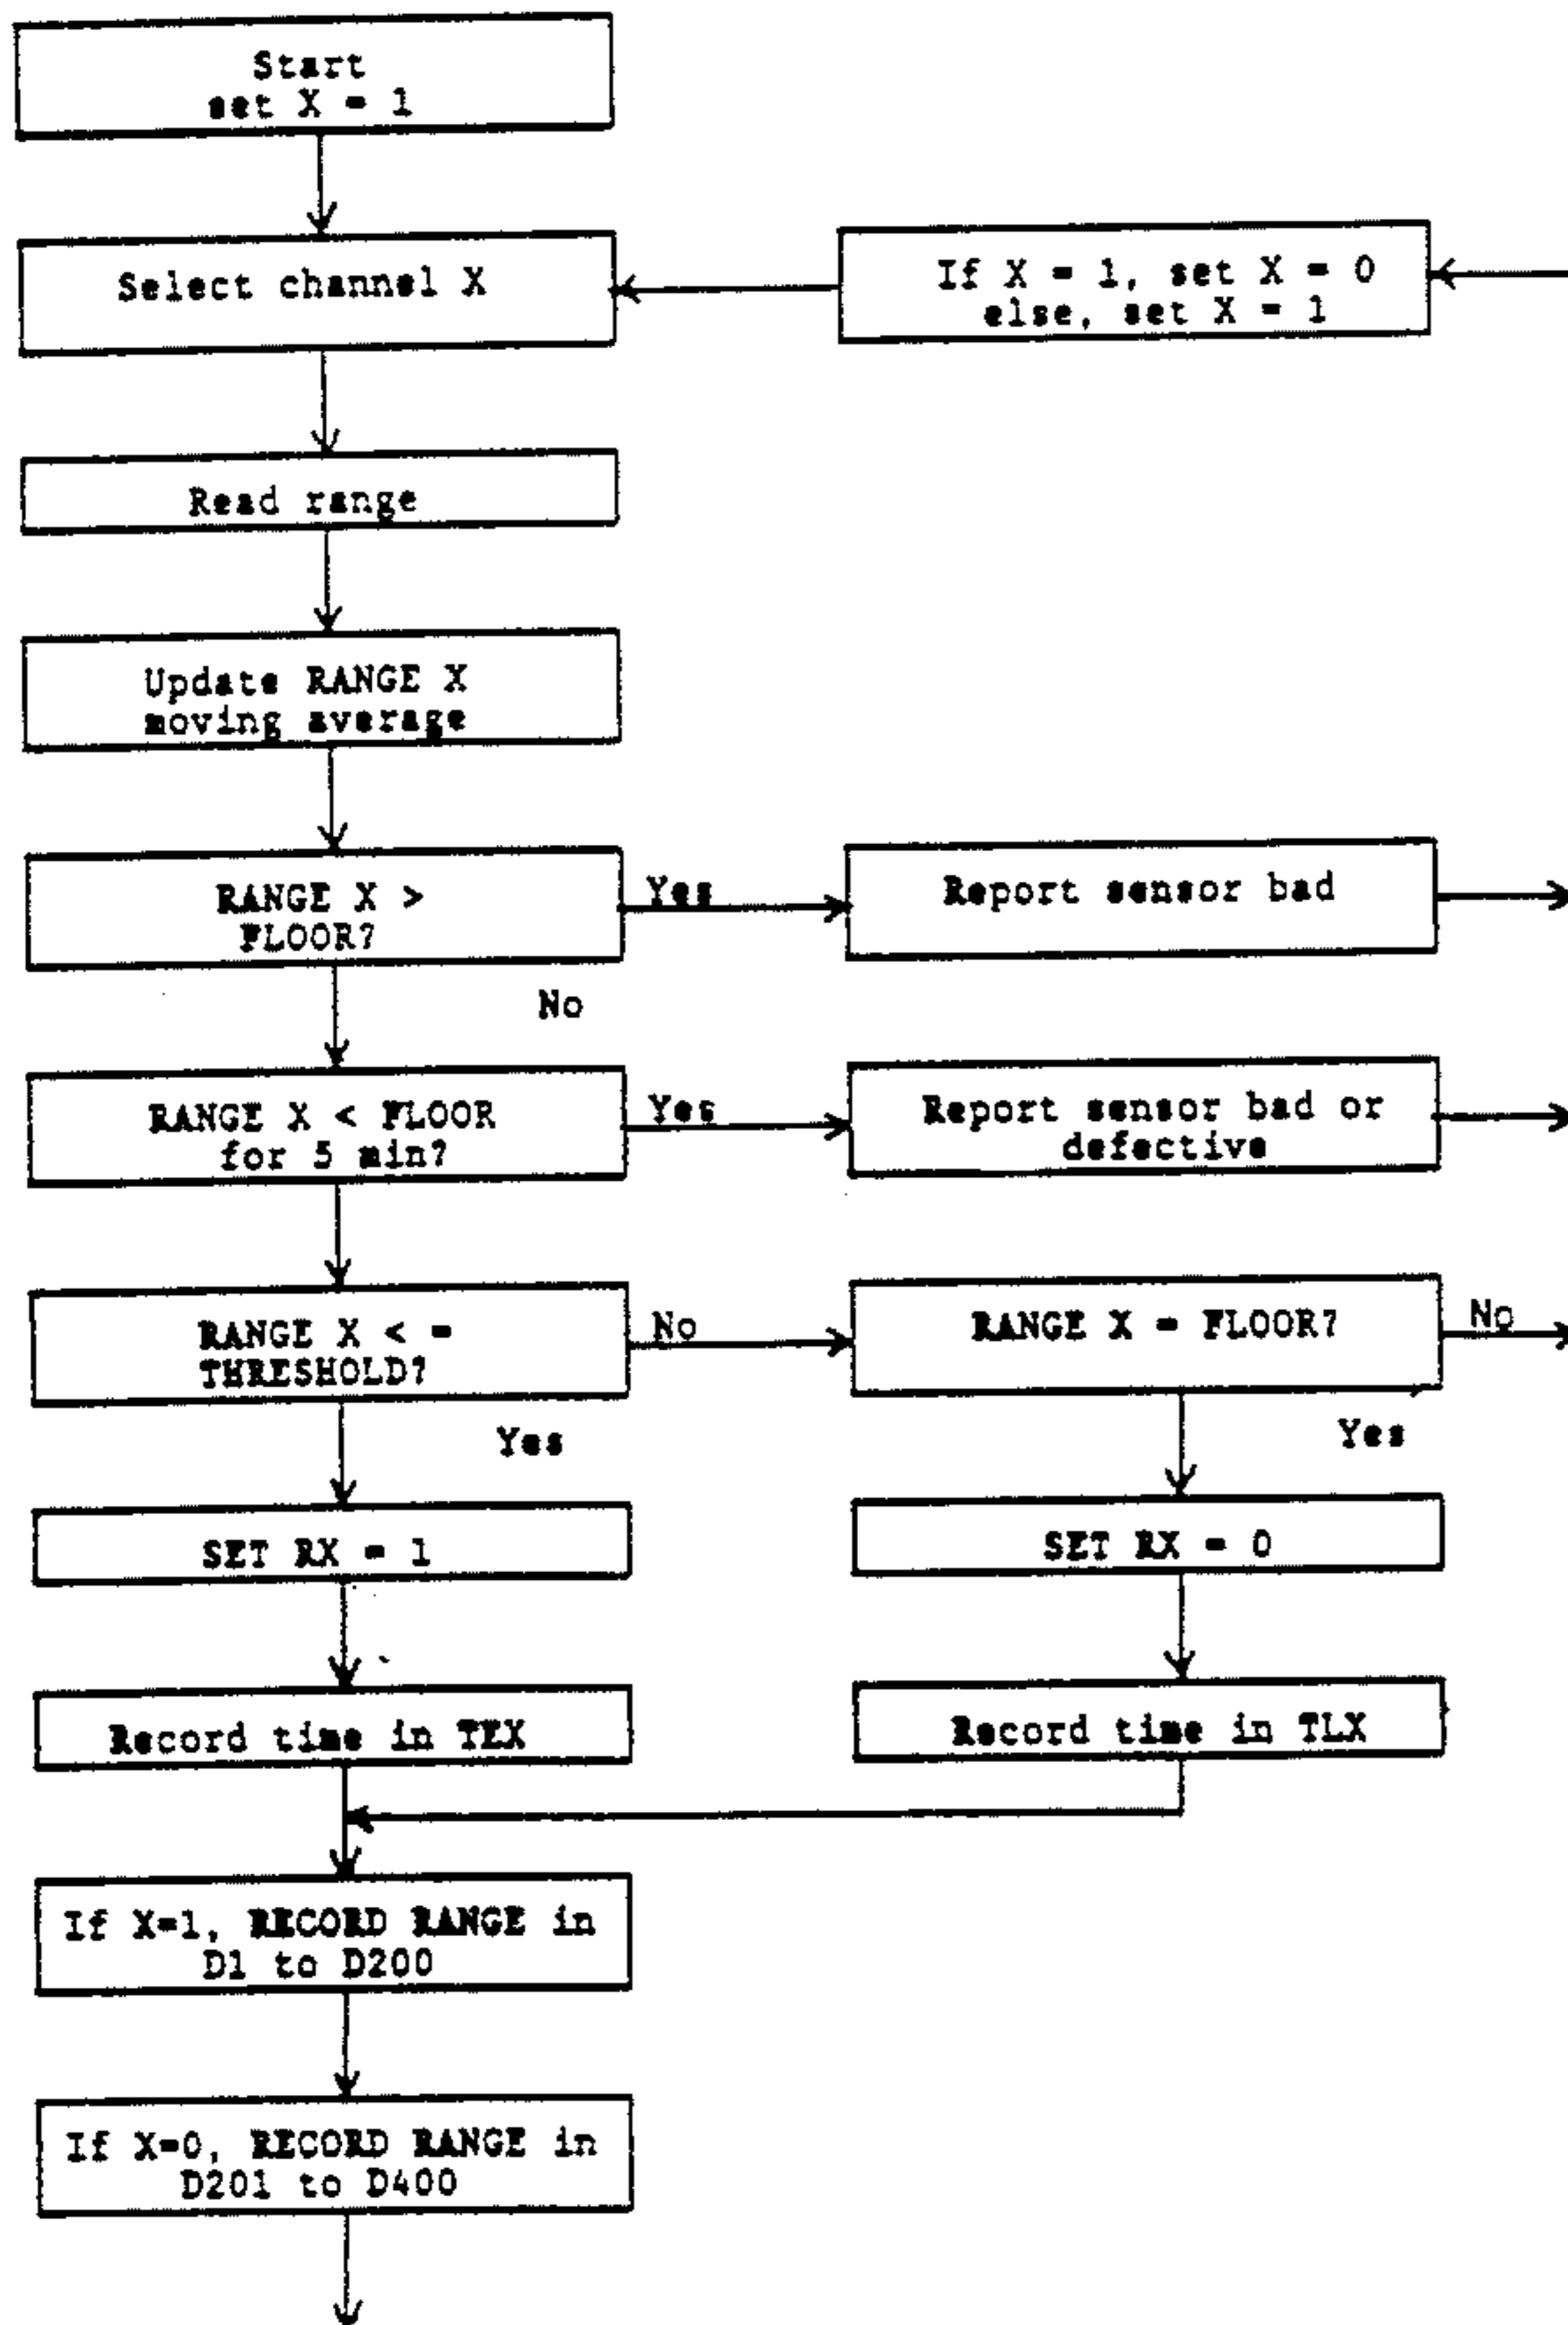 Start
set X = 1
Select channel X
If X = 1, set X = 0
else, set X = 1
Read range
Update RANGE X
moving average
RANGE X >
FLOOR?
Yes
Report sensor bad
No
RANGE X < FLOOR
for 5 min?
Yes
Report sensor bad or
defective
RANGE X < =
THRESHOLD?
No
RANGE X = FLOOR?
No
Yes
Yes
SET RX = 1
SET RX = 0
Record time in TEX
Record time in TLX
If X=1, RECORD RANGE in
D1 to D200
If X=0, RECORD RANGE in
D201 to D400